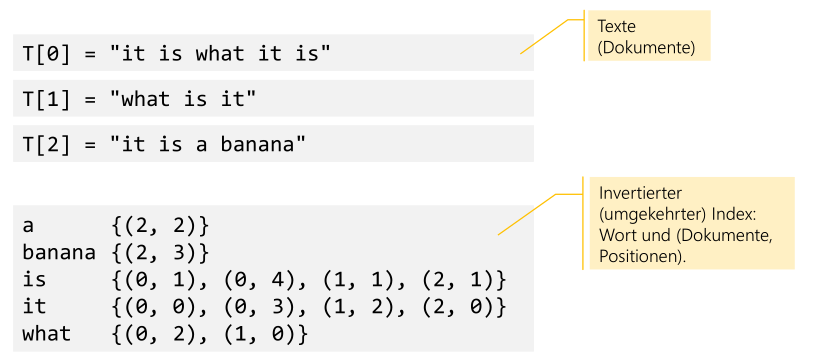 Texte
(Dokumente)
T[0] = "it is what it is"
T[1] = "what is it"
T[2] = "it is a banana"
Invertierter
(umgekehrter) Index:
Wort und (Dokumente,
Positionen).
a      {(2, 2)}
banana {(2, 3)}
is     {(0, 1), (0, 4), (1, 1), (2, 1)}
it     {(0, 0), (0, 3), (1, 2), (2, 0)}
what   {(0, 2), (1, 0)}